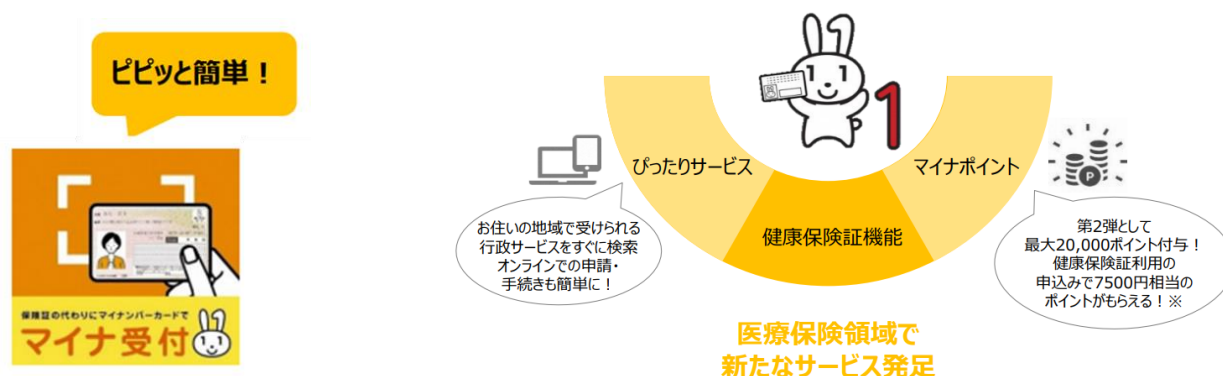 ピピッと簡単！
保険証の代わりにマイナンバーカードで
マイナ受付
1
ぴったりサービス
健康保険証機能
マイナポイント
P
お住いの地域で受けられる
行政サービスをすぐに検索
オンラインでの申請・
手続きも簡単に！
第2弾として
最大20,000ポイント付与！
健康保険証利用の
申込みで7500円相当の
ポイントがもらえる！※
医療保険領域で
新たなサービス発足